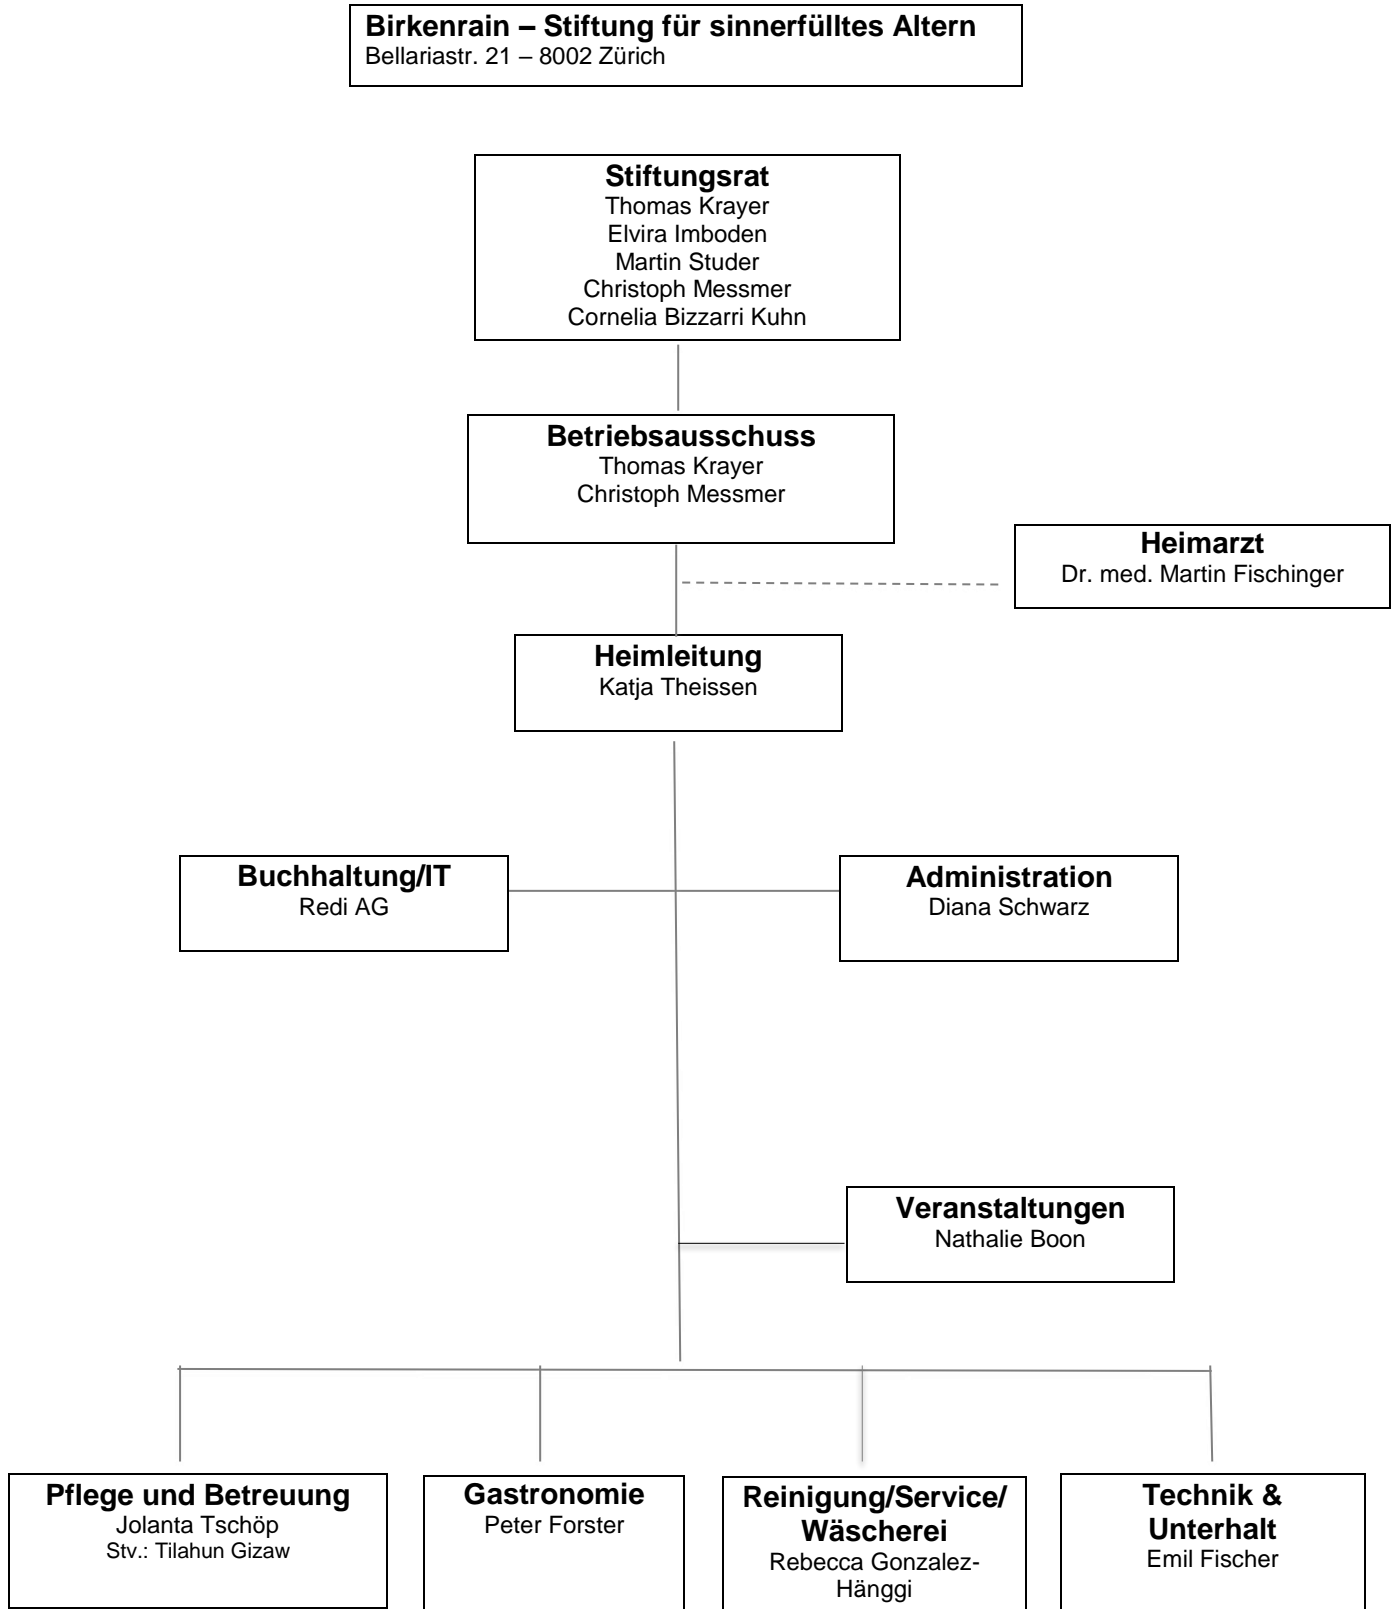 Birkenrain – Stiftung für sinnerfülltes Altern
Bellariastr. 21 – 8002 Zürich
Stiftungsrat
Thomas Krayer
Elvira Imboden
Martin Studer
Christoph Messmer
Cornelia Bizzarri Kuhn
Betriebsausschuss
Thomas Krayer
Christoph Messmer
Heimarzt
Dr. med. Martin Fischinger
Heimleitung
Katja Theissen
Buchhaltung/IT
Redi AG
Administration
Diana Schwarz
Veranstaltungen
Nathalie Boon
Pflege und Betreuung
Jolanta Tschöp
Stv.: Tilahun Gizaw
Gastronomie
Peter Forster
Reinigung/Service/
Wäscherei
Rebecca Gonzalez-
Hänggi
Technik &
Unterhalt
Emil Fischer